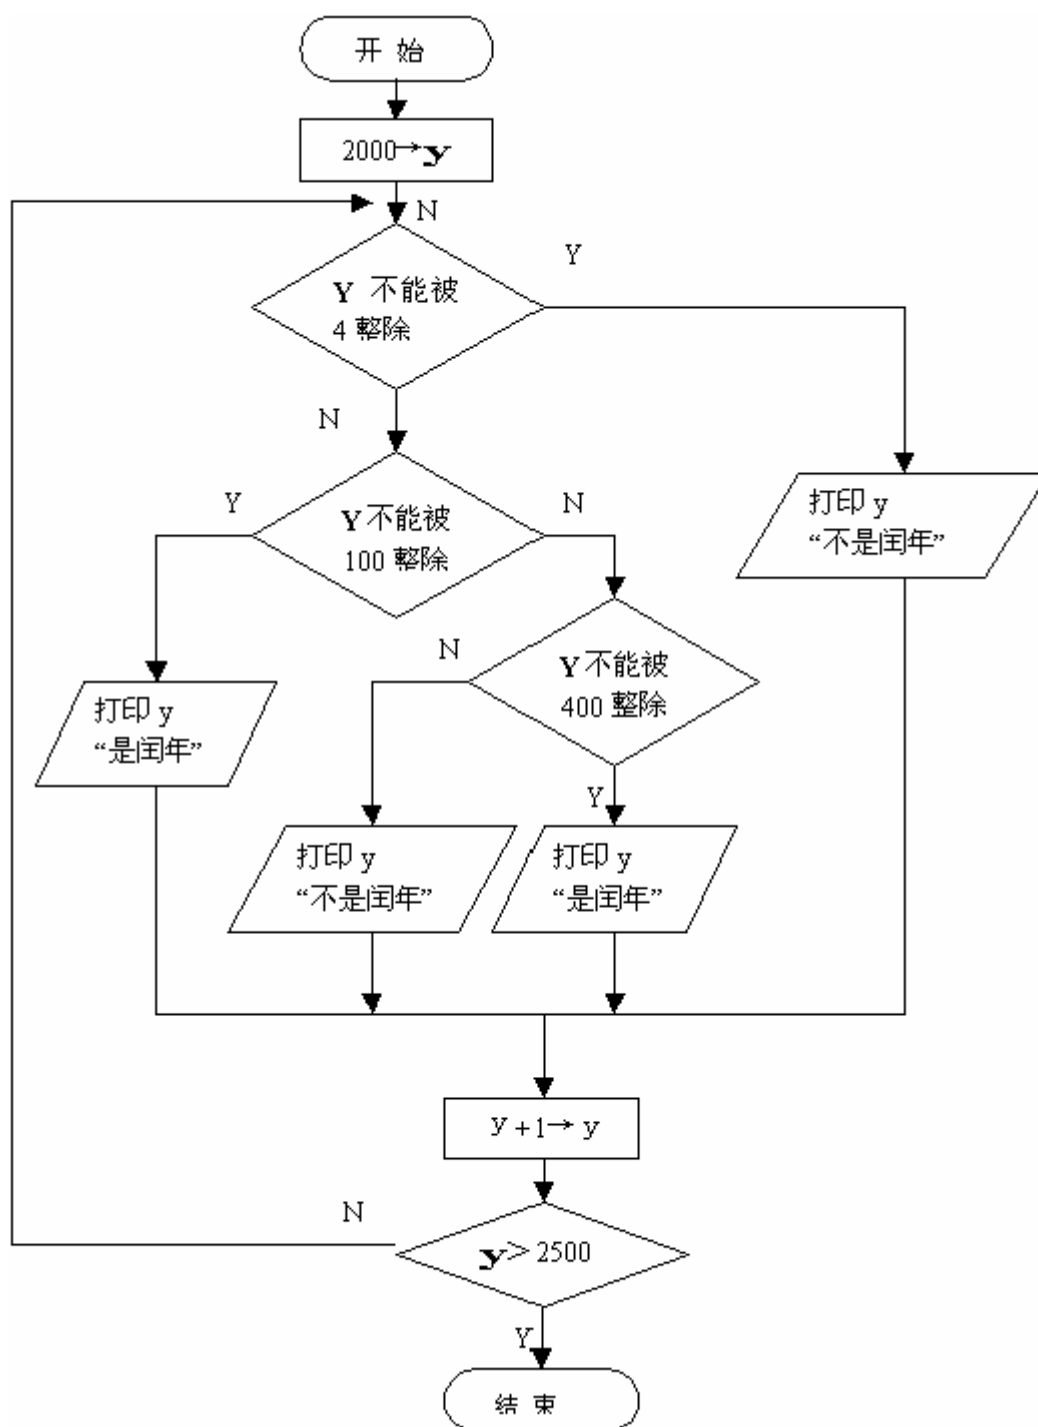 开 始
2000→y
N
Y
Y 不能被
4 整除
N
Y
N
Y 不能被
100 整除
打印 y
“不是闰年”
N
Y 不能被
400 整除
打印 y
“是闰年”
Y
打印 y
“不是闰年”
打印 y
“是闰年”
y +1→ y
N
y> 2500
Y
结 束